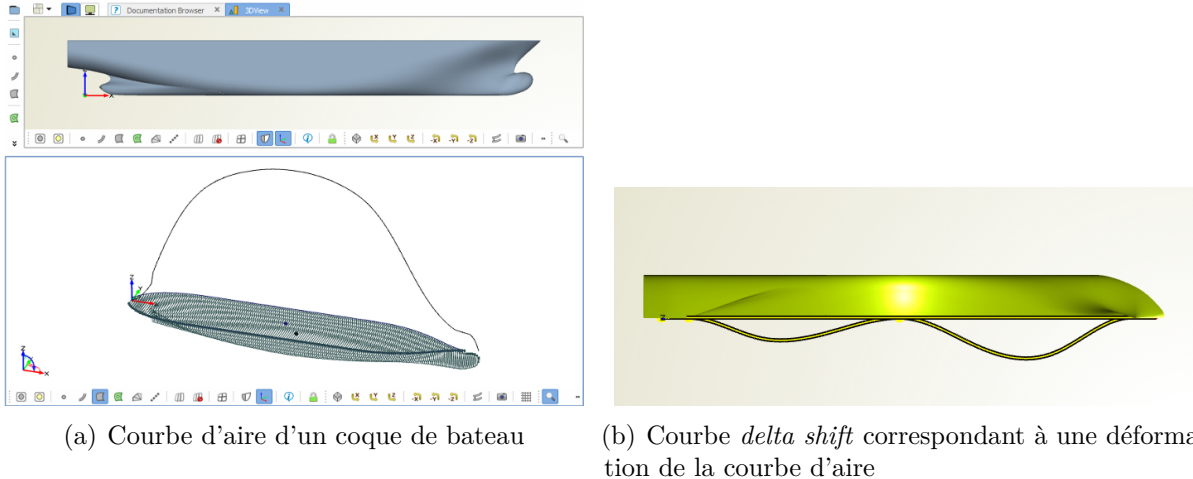 Documentation Browser
3DView
(a) Courbe d'aire d'un coque de bateau
(b) Courbe delta shift correspondant à une déforma
tion de la courbe d'aire